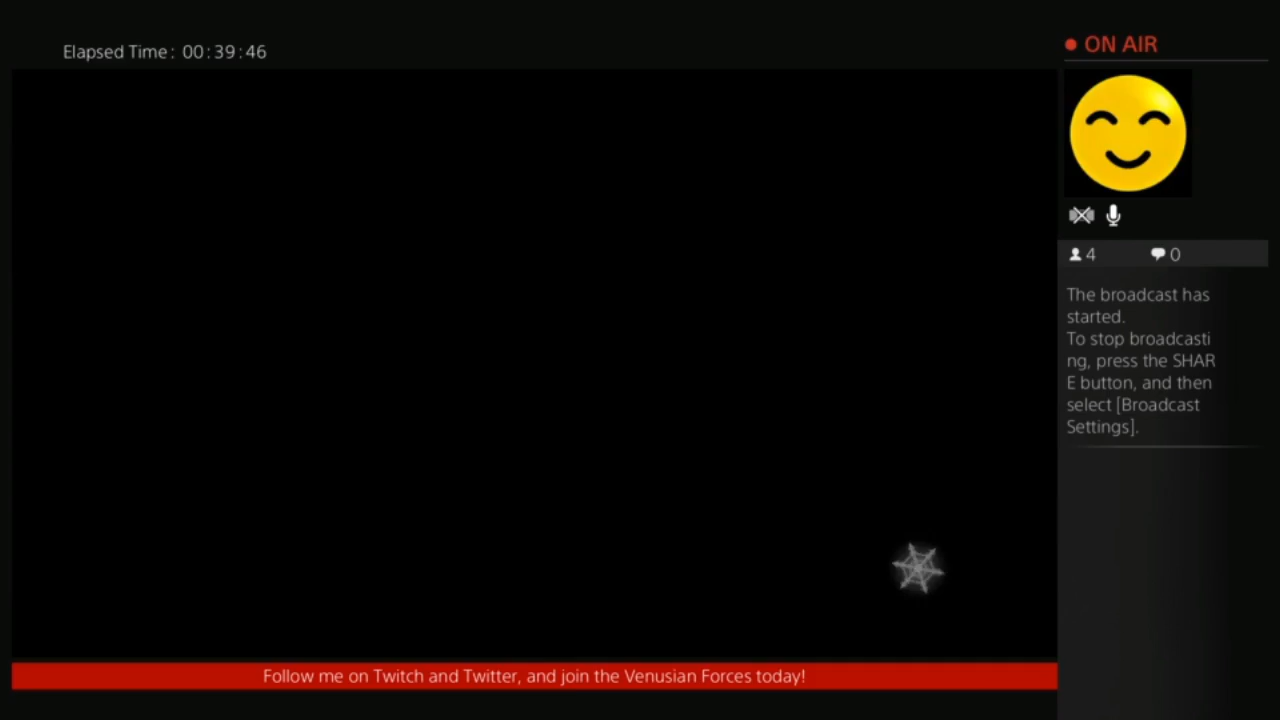 Elapsed Time: 00:39:46
ON AIR
4 0
The broadcast has
started.
To stop broadcasti
ng, press the SHAR
E button, and then
select [Broadcast
Settings].
Follow me on Twitch and Twitter, and join the Venusian Forces today!